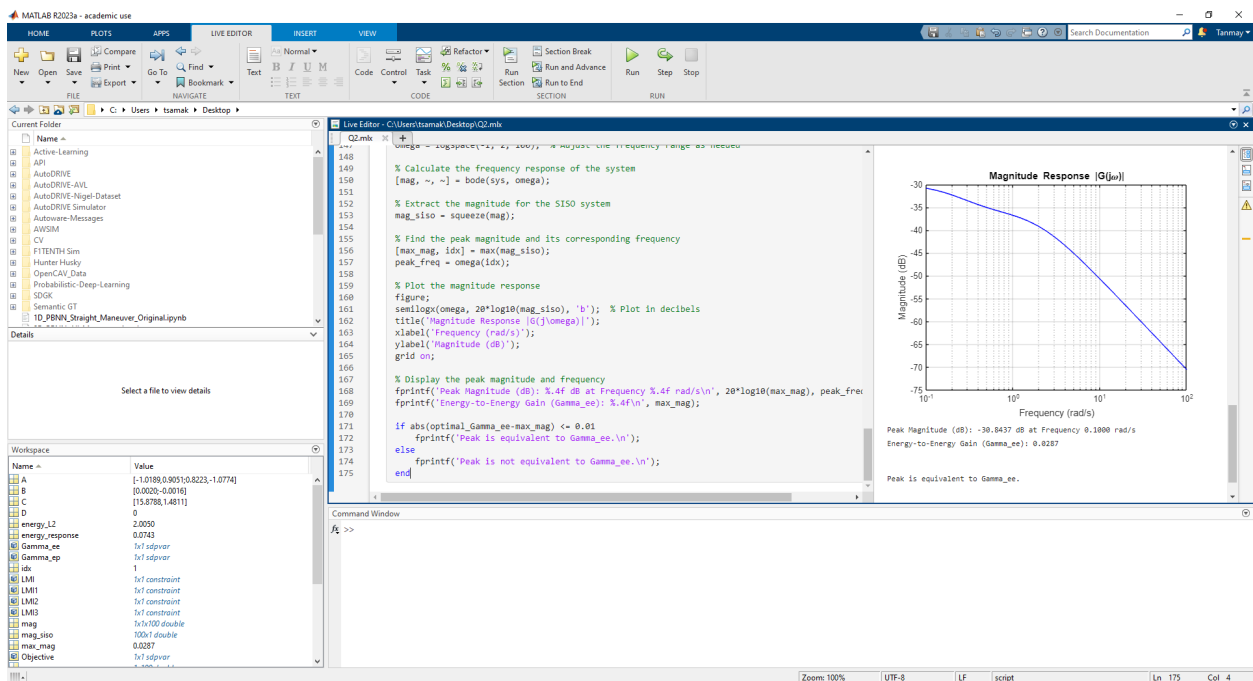 MATLAB R2023a - academic use
HOME PLOTS APPS LIVE EDITOR INSERT VIEW
Search Documentation
Tanmay
New Open Save Compare Print Export
Go To Find Bookmark
Text Normal B I U M
Code Control Task Refactor
Run Section Section Break Run and Advance Run to End
Run Step Stop
FILE NAVIGATE TEXT CODE SECTION RUN
C: Users tsamak Desktop
Current Folder
Name
Active-Learning
API
AutoDRIVE
AutoDRIVE-AVL
AutoDRIVE-Nigel-Dataset
AutoDRIVE Simulator
Autoware-Messages
AWSIM
CV
F1TENTH Sim
Hunter Husky
OpenCAV_Data
Probabilistic-Deep-Learning
SDGK
Semantic GT
1D_PBNN_Straight_Maneuver_Original.ipynb
Details
Select a file to view details
Workspace
Name Value
A [-1.0189,0.9051;0.8223,-1.0774]
B [0.0020;-0.0016]
C [15.8788,1.4811]
D 0
energy_L2 2.0050
energy_response 0.0743
Gamma_ee 1x1 sdpvar
Gamma_ep 1x1 sdpvar
idx 1
LMI 1x1 constraint
LMI1 1x1 constraint
LMI2 1x1 constraint
LMI3 1x1 constraint
mag 1x1x100 double
mag_siso 100x1 double
max_mag 0.0287
Objective 1x1 sdpvar
Live Editor - C:\Users\tsamak\Desktop\Q2.mlx
Q2.mlx
147 omega = logspace(-1, 2, 100); % Adjust the frequency range as needed
148
149 % Calculate the frequency response of the system
150 [mag, ~, ~] = bode(sys, omega);
151
152 % Extract the magnitude for the SISO system
153 mag_siso = squeeze(mag);
154
155 % Find the peak magnitude and its corresponding frequency
156 [max_mag, idx] = max(mag_siso);
157 peak_freq = omega(idx);
158
159 % Plot the magnitude response
160 figure;
161 semilogx(omega, 20*log10(mag_siso), 'b'); % Plot in decibels
162 title('Magnitude Response |G(j\omega)|');
163 xlabel('Frequency (rad/s)');
164 ylabel('Magnitude (dB)');
165 grid on;
166
167 % Display the peak magnitude and frequency
168 fprintf('Peak Magnitude (dB): %.4f dB at Frequency %.4f rad/s\n', 20*log10(max_mag), peak_fre
169 fprintf('Energy-to-Energy Gain (Gamma_ee): %.4f\n', max_mag);
170
171 if abs(optimal_Gamma_ee-max_mag) <= 0.01
172 fprintf('Peak is equivalent to Gamma_ee.\n');
173 else
174 fprintf('Peak is not equivalent to Gamma_ee.\n');
175 end
Magnitude Response |G(jω)|
-30
-35
-40
-45
-50
-55
-60
-65
-70
-75
Magnitude (dB)
10-1 100 101 102
Frequency (rad/s)
Peak Magnitude (dB): -30.8437 dB at Frequency 0.1000 rad/s
Energy-to-Energy Gain (Gamma_ee): 0.0287
Peak is equivalent to Gamma_ee.
Command Window
fx >>
Zoom: 100% UTF-8 LF script Ln 175 Col 4